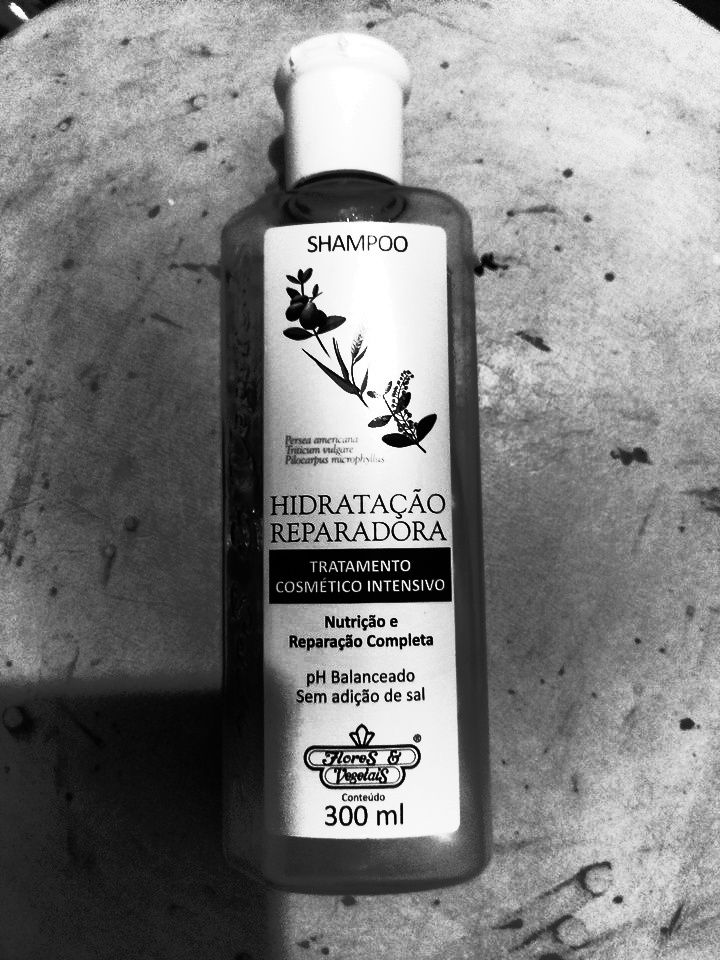 SHAMPOO
Persea americana
Triticum vulgare
Pilocarpus microphyllus
HIDRATAÇÃO
REPARADORA
TRATAMENTO
COSMÉTICO INTENSIVO
Nutrição e
Reparação Completa
pH Balanceado
Sem adição de sal
Flores &
Vegetais
®
Conteúdo
300 ml